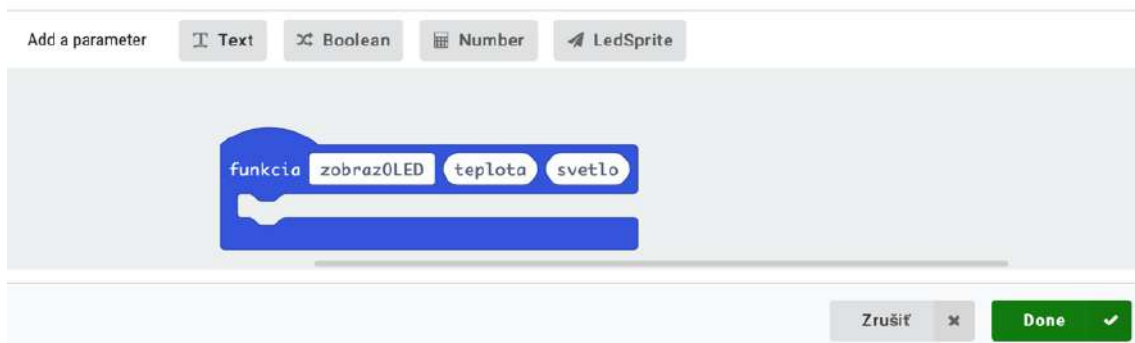 Add a parameter Text Boolean Number LedSprite
funkcia zobrazOLED teplota svetlo
Zrušiť Done